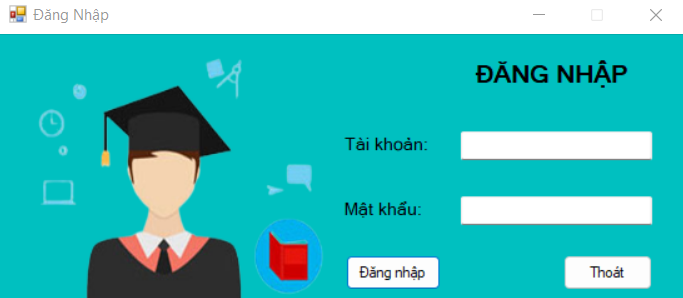 Đăng Nhập
ĐĂNG NHẬP
Tài khoản:
Mật khẩu:
Đăng nhập
Thoát